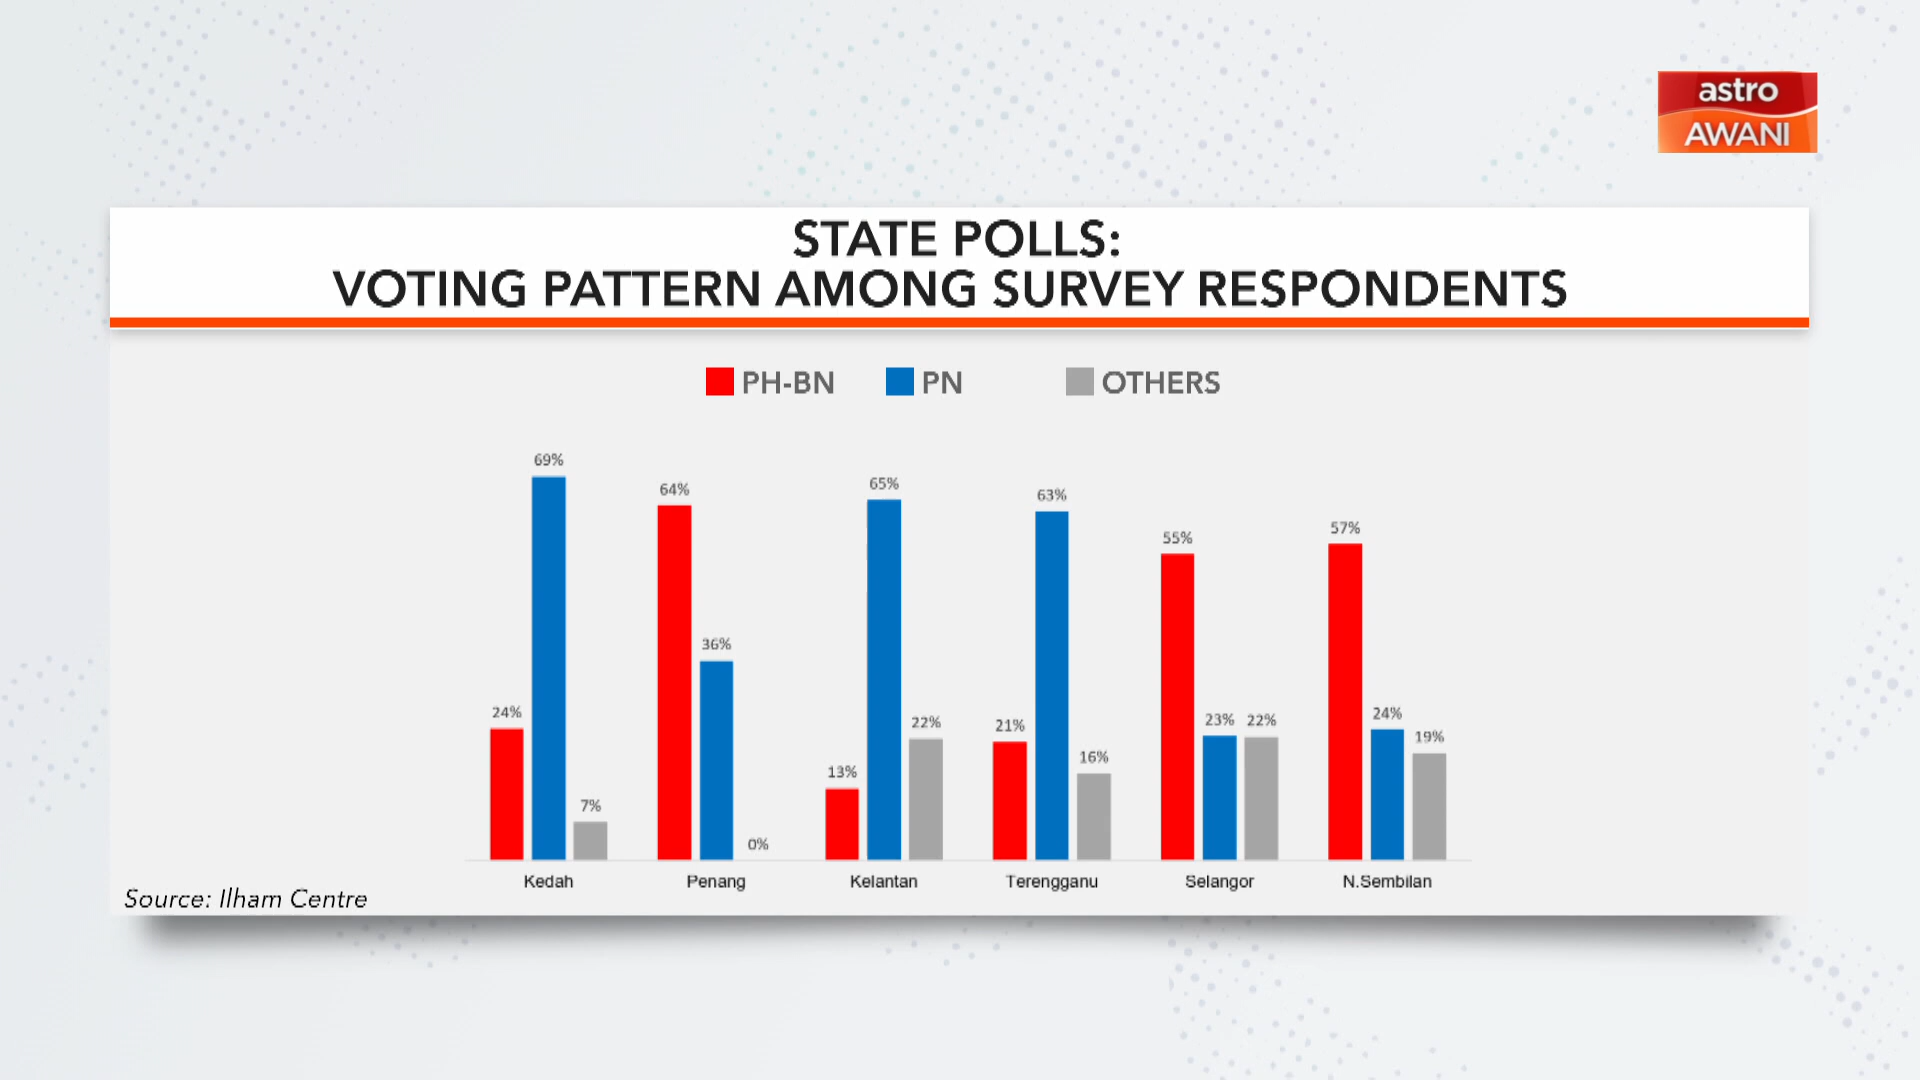 astro
AWANI
STATE POLLS:
VOTING PATTERN AMONG SURVEY RESPONDENTS
PH-BN PN OTHERS
24% 69% 7%
64% 36% 0%
13% 65% 22%
21% 63% 16%
55% 23% 22%
57% 24% 19%
Kedah Penang Kelantan Terengganu Selangor N.Sembilan
Source: Ilham Centre